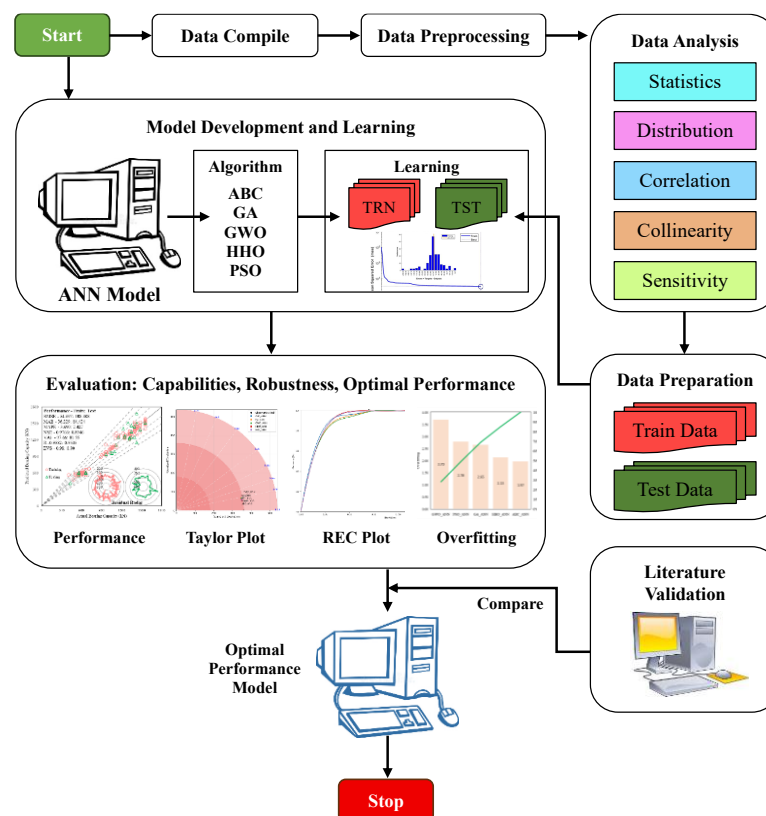 Start
Data Compile
Data Preprocessing
Data Analysis
Statistics
Distribution
Correlation
Collinearity
Sensitivity
Model Development and Learning
ANN Model
Algorithm
ABC
GA
GWO
HHO
PSO
Learning
TRN
TST
Data Preparation
Train Data
Test Data
Evaluation: Capabilities, Robustness, Optimal Performance
Performance
Taylor Plot
REC Plot
Overfitting
Literature
Validation
Compare
Optimal
Performance
Model
Stop